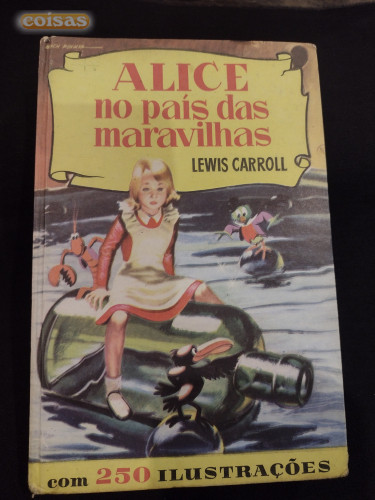 coisas
ALICE
no país das
maravilhas
LEWIS CARROLL
com 250 ILUSTRAÇÕES